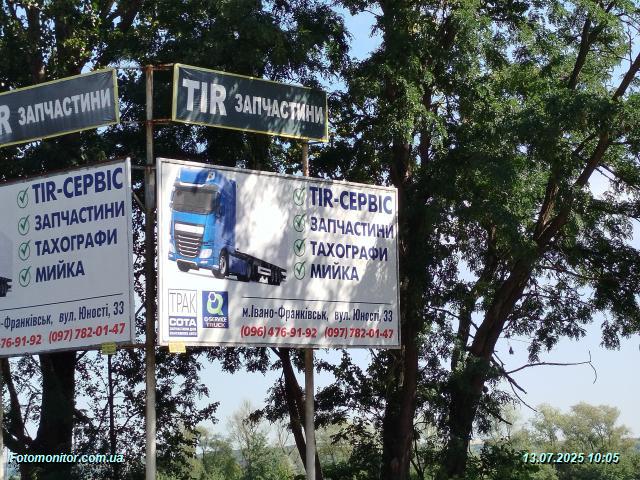 R ЗАПЧАСТИНИ
TIR-СЕРВІС
ЗАПЧАСТИНИ
ТАХОГРАФИ
МИЙКА
-Франківськ, вул. Юності, 33
76-91-92 (097) 782-01-47
TIR ЗАПЧАСТИНИ
TIR-СЕРВІС
ЗАПЧАСТИНИ
ТАХОГРАФИ
МИЙКА
ТРАК
СОТА
Q-SERVICE
TRUCK
м.Івано-Франківськ, вул. Юності, 33
(096) 476-91-92 (097) 782-01-47
Fotomonitor.com.ua
13.07.2025 10:05